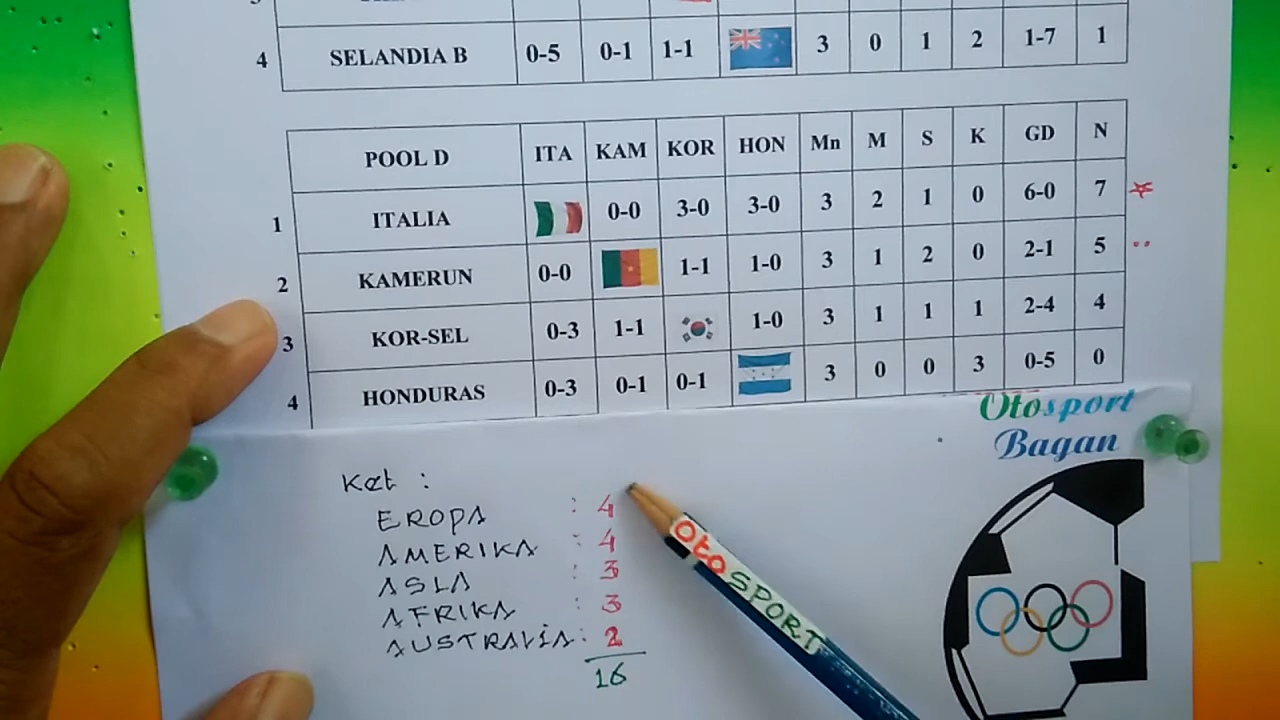 4 SELANDIA B 0-5 0-1 1-1 3 0 1 2 1-7 1
POOL D ITA KAM KOR HON Mn M S K GD N
1 ITALIA 0-0 3-0 3-0 3 2 1 0 6-0 7
2 KAMERUN 0-0 1-1 1-0 3 1 2 0 2-1 5
3 KOR-SEL 0-3 1-1 1-0 3 1 1 1 2-4 4
4 HONDURAS 0-3 0-1 0-1 3 0 0 3 0-5 0
Otosport
Bagan
Ket :
EROPA : 4
AMERIKA : 4
ASIA : 3
AFRIKA : 3
AUSTRALIA : 2
16
OtoSPORT